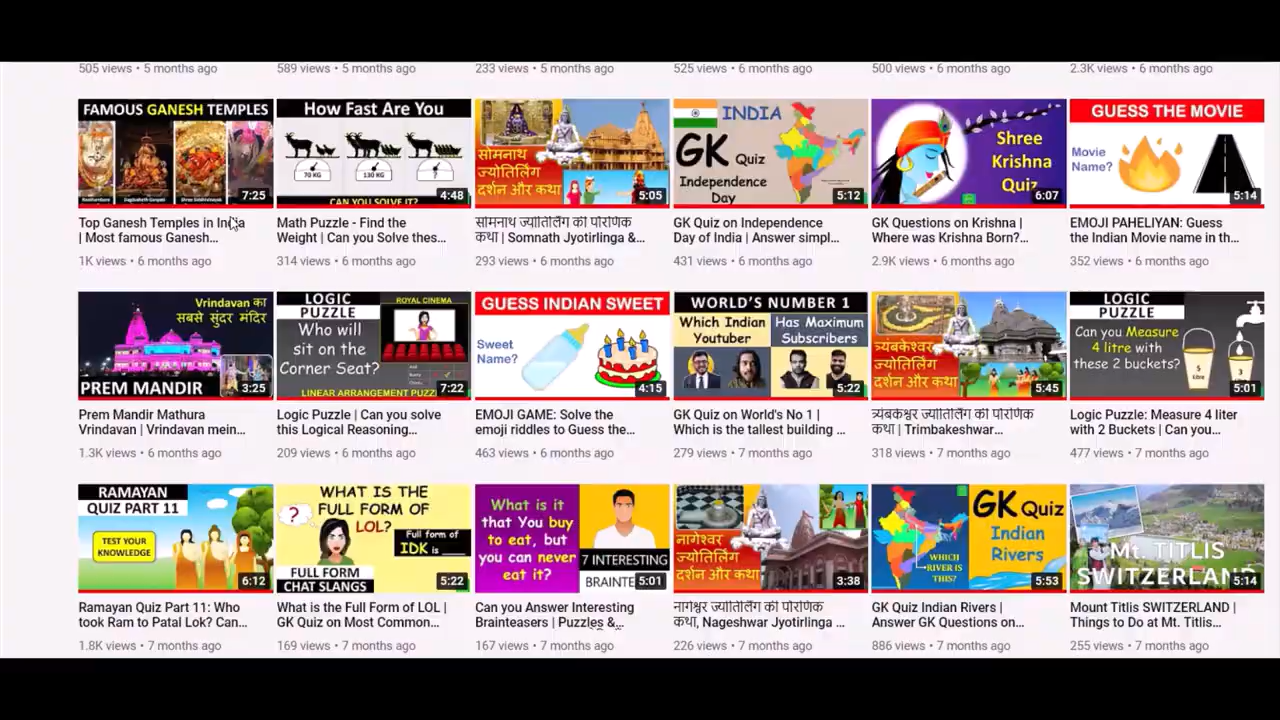 505 views • 5 months ago
589 views • 5 months ago
233 views • 5 months ago
525 views • 6 months ago
500 views • 6 months ago
2.3K views • 6 months ago
FAMOUS GANESH TEMPLES
7:25
Top Ganesh Temples in India
| Most famous Ganesh...
1K views • 6 months ago
How Fast Are You
70 KG
130 KG
?
CAN YOU SOLVE IT?
4:48
Math Puzzle - Find the
Weight | Can you Solve thes...
314 views • 6 months ago
सोमनाथ
ज्योतिर्लिंग
दर्शन और कथा
5:05
सोमनाथ ज्योतिर्लिंग की पौराणिक
कथा | Somnath Jyotirlinga &...
293 views • 6 months ago
INDIA
GK Quiz
Independence
Day
5:12
GK Quiz on Independence
Day of India | Answer simpl...
431 views • 6 months ago
Shree
Krishna
Quiz
6:07
GK Questions on Krishna |
Where was Krishna Born?...
2.9K views • 6 months ago
GUESS THE MOVIE
Movie
Name?
5:14
EMOJI PAHELIYAN: Guess
the Indian Movie name in th...
352 views • 6 months ago
Vrindavan का
सबसे सुंदर मंदिर
PREM MANDIR
3:25
Prem Mandir Mathura
Vrindavan | Vrindavan mein...
1.3K views • 6 months ago
LOGIC
PUZZLE
ROYAL CINEMA
Who will
sit on the
Corner Seat?
LINEAR ARRANGEMENT PUZZ
7:22
Logic Puzzle | Can you solve
this Logical Reasoning...
209 views • 6 months ago
GUESS INDIAN SWEET
Sweet
Name?
4:15
EMOJI GAME: Solve the
emoji riddles to Guess the...
463 views • 6 months ago
WORLD'S NUMBER 1
Which Indian
Youtuber
Has Maximum
Subscribers
5:22
GK Quiz on World's No 1 |
Which is the tallest building ...
279 views • 7 months ago
त्र्यंबकेश्वर
ज्योतिर्लिंग
दर्शन और कथा
5:45
त्र्यंबकेश्वर ज्योतिर्लिंग की पौराणिक
कथा | Trimbakeshwar...
318 views • 7 months ago
LOGIC
PUZZLE
Can you Measure
4 litre with
these 2 buckets?
5
3
5:01
Logic Puzzle: Measure 4 liter
with 2 Buckets | Can you...
477 views • 7 months ago
RAMAYAN
QUIZ PART 11
TEST YOUR
KNOWLEDGE
6:12
Ramayan Quiz Part 11: Who
took Ram to Patal Lok? Can...
1.8K views • 7 months ago
WHAT IS THE
FULL FORM OF
LOL?
?
Full form of
IDK is ____
FULL FORM
CHAT SLANGS
5:22
What is the Full Form of LOL |
GK Quiz on Most Common...
169 views • 7 months ago
What is it
that You buy
to eat, but
you can never
eat it?
7 INTERESTING
BRAINTE
5:01
Can you Answer Interesting
Brainteasers | Puzzles &...
167 views • 7 months ago
नागेश्वर
ज्योतिर्लिंग
दर्शन और कथा
3:38
नागेश्वर ज्योतिर्लिंग की पौराणिक
कथा, Nageshwar Jyotirlinga ...
226 views • 7 months ago
GK Quiz
Indian
Rivers
WHICH
RIVER IS
THIS?
5:53
GK Quiz Indian Rivers |
Answer GK Questions on...
886 views • 7 months ago
Mt. TITLIS
SWITZERLAND
5:14
Mount Titlis SWITZERLAND |
Things to Do at Mt. Titlis...
255 views • 7 months ago